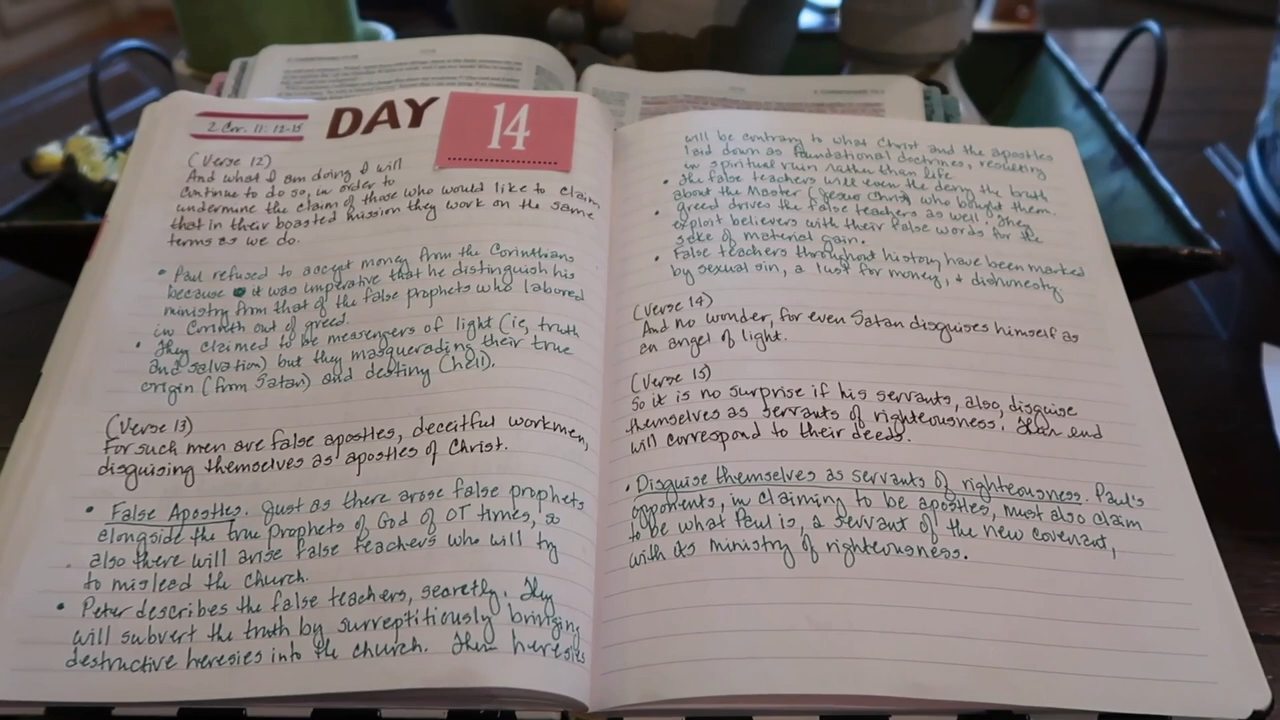 2 Cor. 11:12-15
DAY 14
(Verse 12)
And what I am doing I will
continue to do so, in order to
undermine the claim of those who would like to claim
that in their boasted mission they work on the same
terms as we do.
• Paul refused to accept money from the Corinthians
because it was imperative that he distinguish his
ministry from that of the false prophets who labored
in Corinth out of greed.
• They claimed to be messengers of light (ie, truth
and salvation) but they masquerading their true
origin (from Satan) and destiny (hell).
(Verse 13)
For such men are false apostles, deceitful workmen,
disguising themselves as apostles of Christ.
• False Apostles. Just as there arose false prophets
alongside the true Prophets of God of OT times, so
also there will arise false teachers who will try
to mislead the church.
• Peter describes the false teachers, secretly. They
will subvert the truth by surreptitiously bringing
destructive heresies into the church. Their heresies
will be contrary to what Christ and the apostles
laid down as foundational doctrines, resulting
in spiritual ruin rather than life
• The false teachers will even the deny the truth
about the Master (Jesus Christ) who bought them.
• greed drives the false teachers as well. They
exploit believers with their false words for the
sake of material gain.
• False teachers throughout history have been marked
by sexual sin, a lust for money, + dishonesty.
(Verse 14)
And no wonder, for even Satan disguises himself as
an angel of light.
(Verse 15)
So it is no surprise if his servants, also, disguise
themselves as servants of righteousness. Their end
will correspond to their deeds.
• Disguise themselves as servants of righteousness. Paul's
opponents, in claiming to be apostles, must also claim
to be what Paul is, a servant of the new covenant,
with its ministry of righteousness.